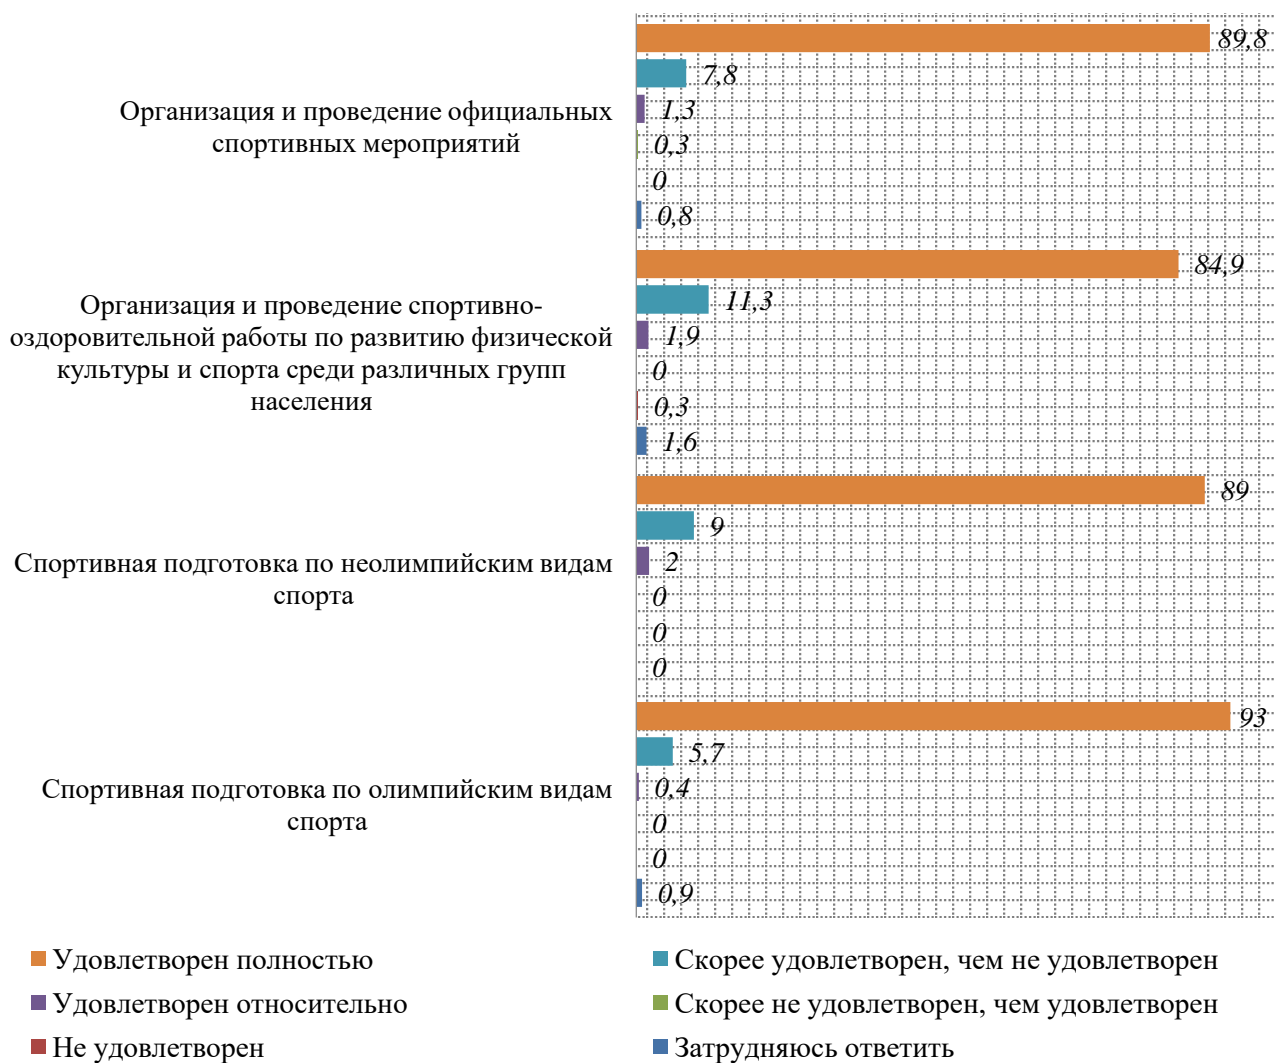 89,8
7,8
Организация и проведение официальных
спортивных мероприятий
1,3
0,3
0
0,8
84,9
Организация и проведение спортивно-
оздоровительной работы по развитию физической
культуры и спорта среди различных групп
населения
11,3
1,9
0
0,3
1,6
89
9
Спортивная подготовка по неолимпийским видам
спорта
2
0
0
0
93
5,7
Спортивная подготовка по олимпийским видам
спорта
0,4
0
0
0,9
Удовлетворен полностью
Скорее удовлетворен, чем не удовлетворен
Удовлетворен относительно
Скорее не удовлетворен, чем удовлетворен
Не удовлетворен
Затрудняюсь ответить